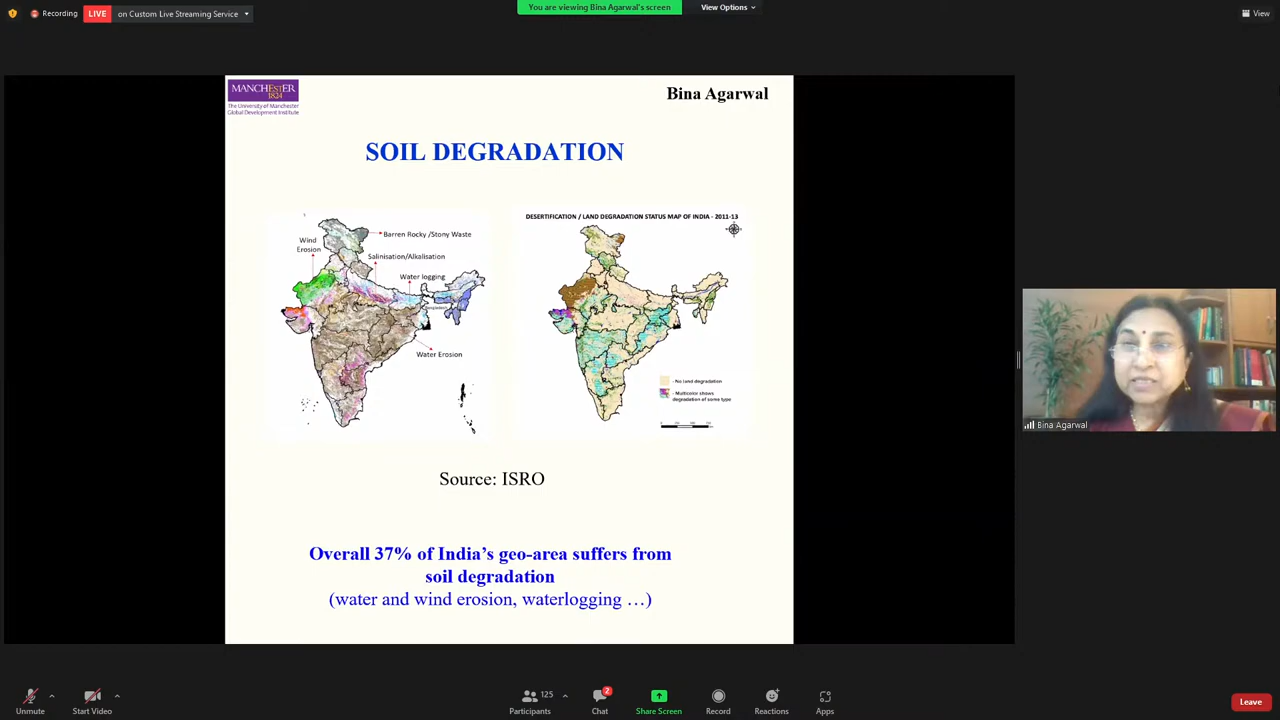 Recording
LIVE
on Custom Live Streaming Service
You are viewing Bina Agarwal's screen
View Options
View
MANCHESTER
1824
The University of Manchester
Global Development Institute
Bina Agarwal
SOIL DEGRADATION
Wind
Erosion
Barren Rocky /Stony Waste
Salinisation/Alkalisation
Water logging
Water Erosion
DESERTIFICATION / LAND DEGRADATION STATUS MAP OF INDIA - 2011-13
- No land degradation
- Multicolor shows
degradation of some type
Source: ISRO
Overall 37% of India's geo-area suffers from
soil degradation
(water and wind erosion, waterlogging …)
Bina Agarwal
Unmute
Start Video
125
Participants
2
Chat
Share Screen
Record
Reactions
Apps
Leave